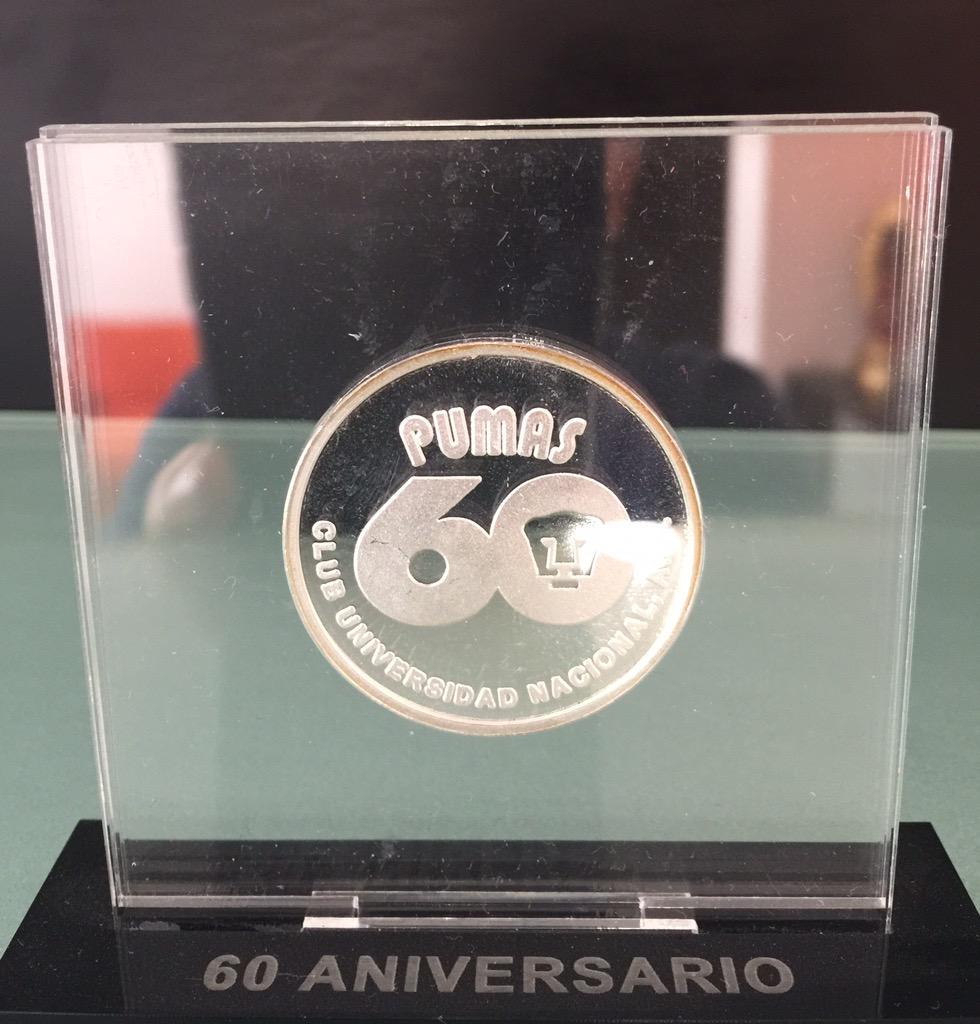 PUMAS
60
CLUB UNIVERSIDAD NACIONAL,
60 ANIVERSARIO